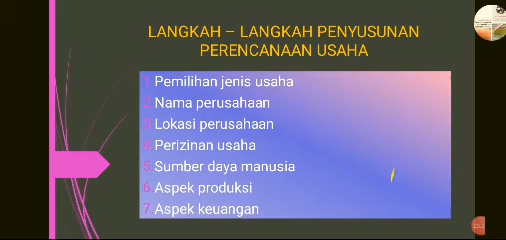 LANGKAH – LANGKAH PENYUSUNAN
PERENCANAAN USAHA
1. Pemilihan jenis usaha
2. Nama perusahaan
3. Lokasi perusahaan
4. Perizinan usaha
5. Sumber daya manusia
6. Aspek produksi
7. Aspek keuangan